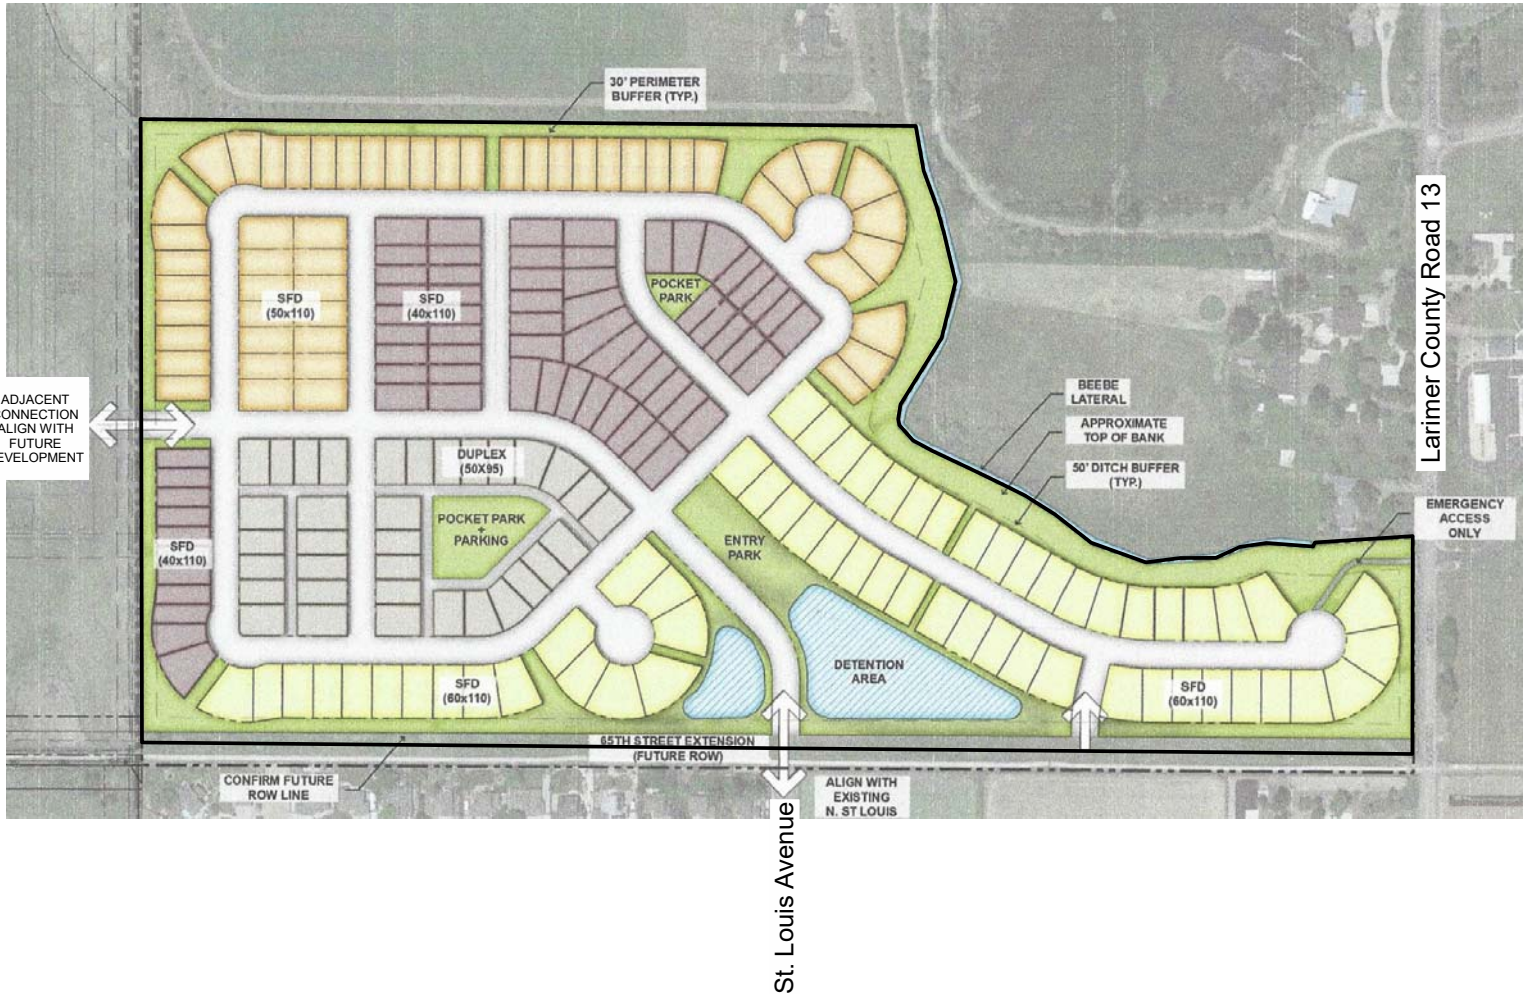 30' PERIMETER
BUFFER (TYP.)
Larimer County Road 13
POCKET
PARK
SFD
(50x110)
SFD
(40x110)
ADJACENT
CONNECTION
ALIGN WITH
FUTURE
DEVELOPMENT
BEEBE
LATERAL
APPROXIMATE
TOP OF BANK
50' DITCH BUFFER
(TYP.)
DUPLEX
(50X95)
EMERGENCY
ACCESS
ONLY
POCKET PARK
+
PARKING
ENTRY
PARK
SFD
(40x110)
DETENTION
AREA
SFD
(60x110)
SFD
(60x110)
65TH STREET EXTENSION
(FUTURE ROW)
CONFIRM FUTURE
ROW LINE
ALIGN WITH
EXISTING
N. ST LOUIS
St. Louis Avenue